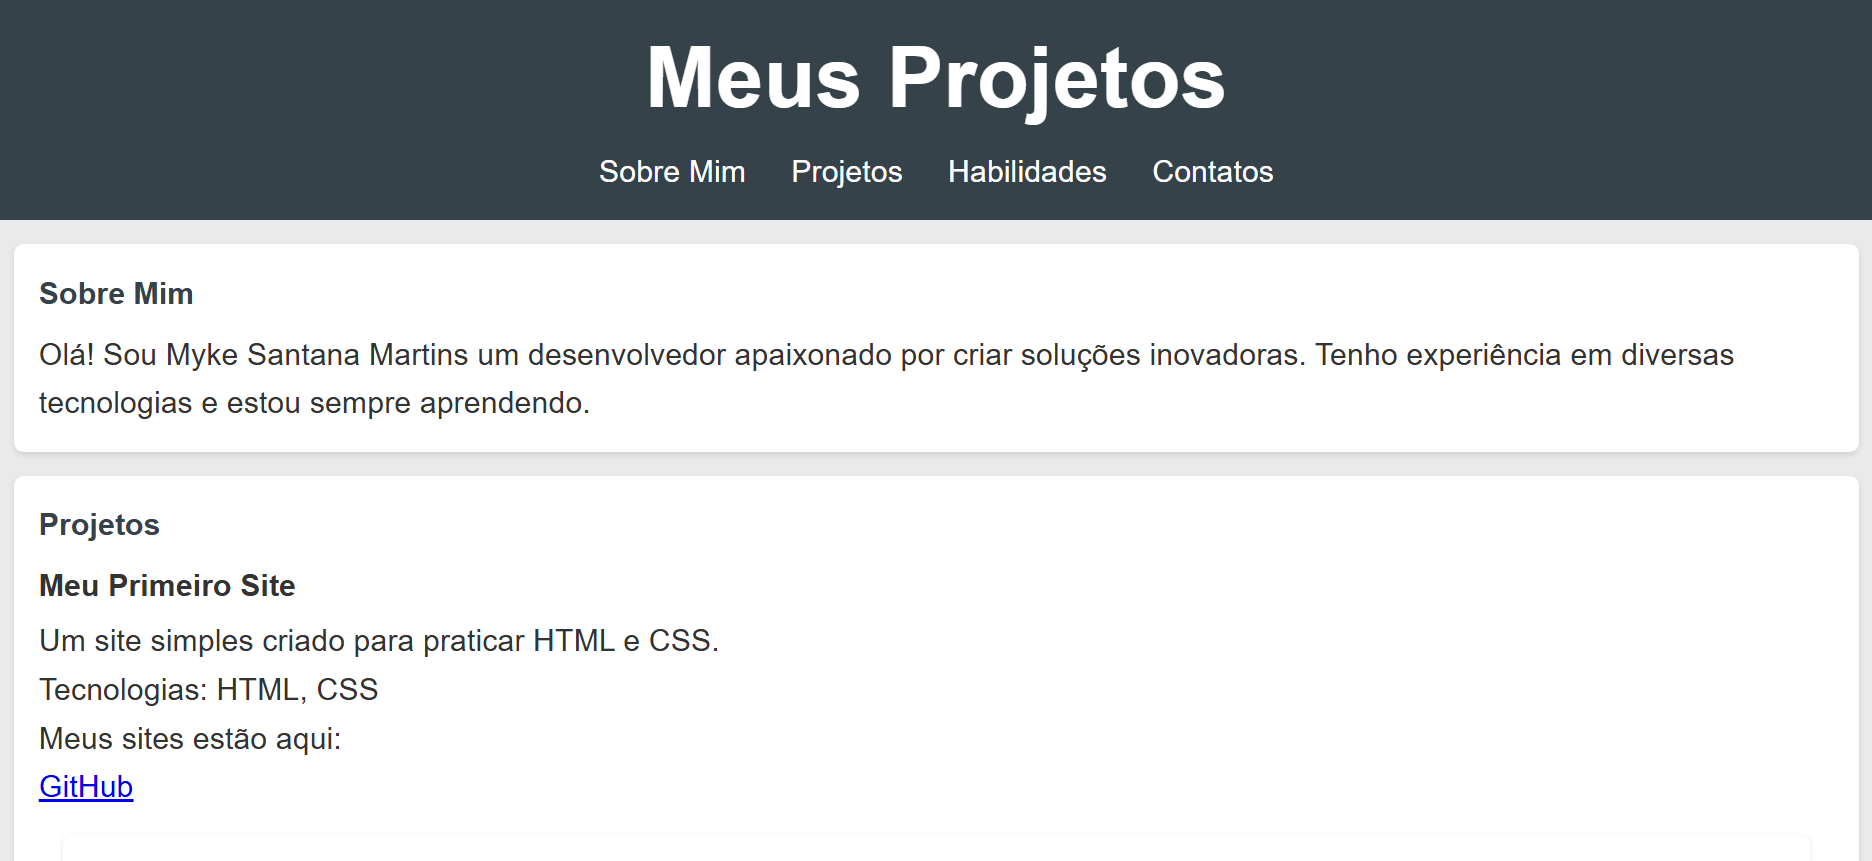 Meus Projetos
Sobre Mim Projetos Habilidades Contatos
Sobre Mim
Olá! Sou Myke Santana Martins um desenvolvedor apaixonado por criar soluções inovadoras. Tenho experiência em diversas
tecnologias e estou sempre aprendendo.
Projetos
Meu Primeiro Site
Um site simples criado para praticar HTML e CSS.
Tecnologias: HTML, CSS
Meus sites estão aqui:
GitHub